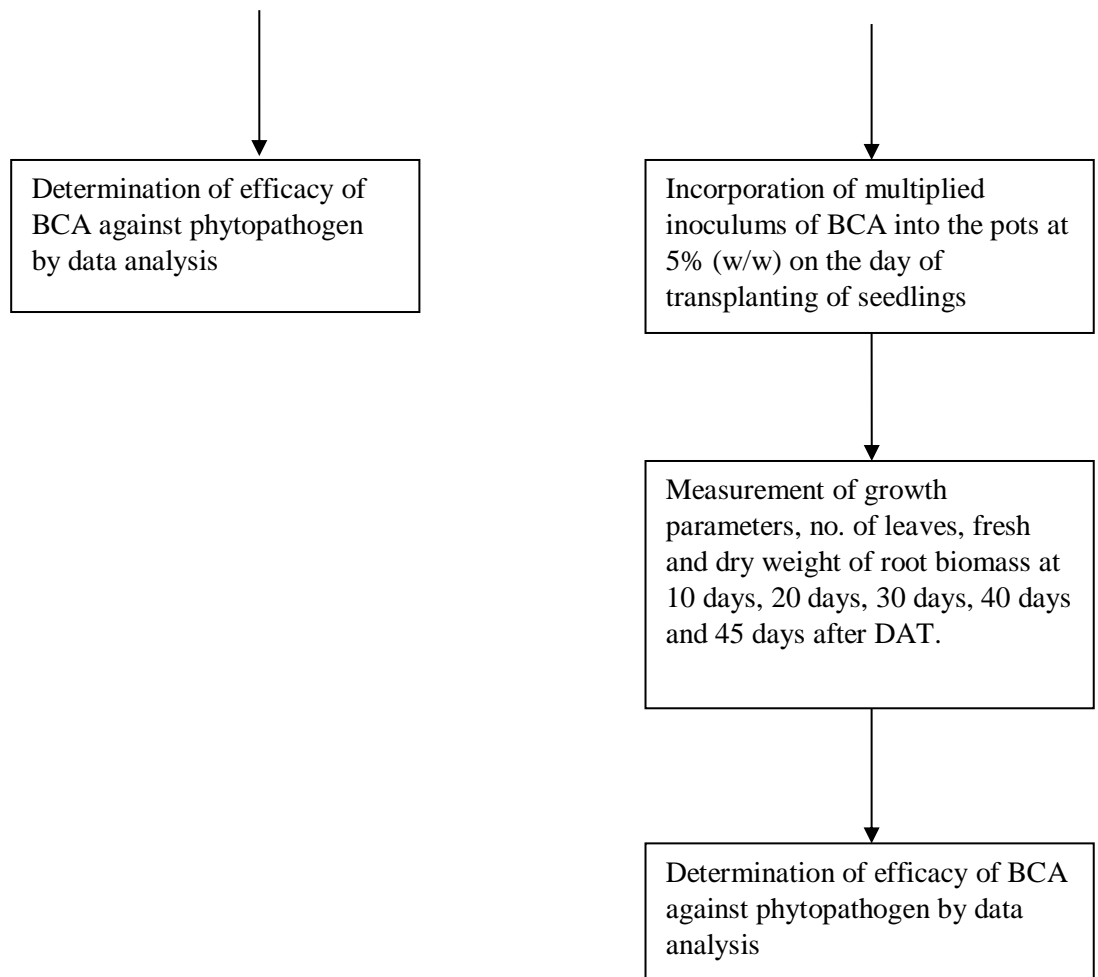 Determination of efficacy of
BCA against phytopathogen
by data analysis
Incorporation of multiplied
inoculums of BCA into the pots at
5% (w/w) on the day of
transplanting of seedlings
Measurement of growth
parameters, no. of leaves, fresh
and dry weight of root biomass at
10 days, 20 days, 30 days, 40 days
and 45 days after DAT.
Determination of efficacy of BCA
against phytopathogen by data
analysis